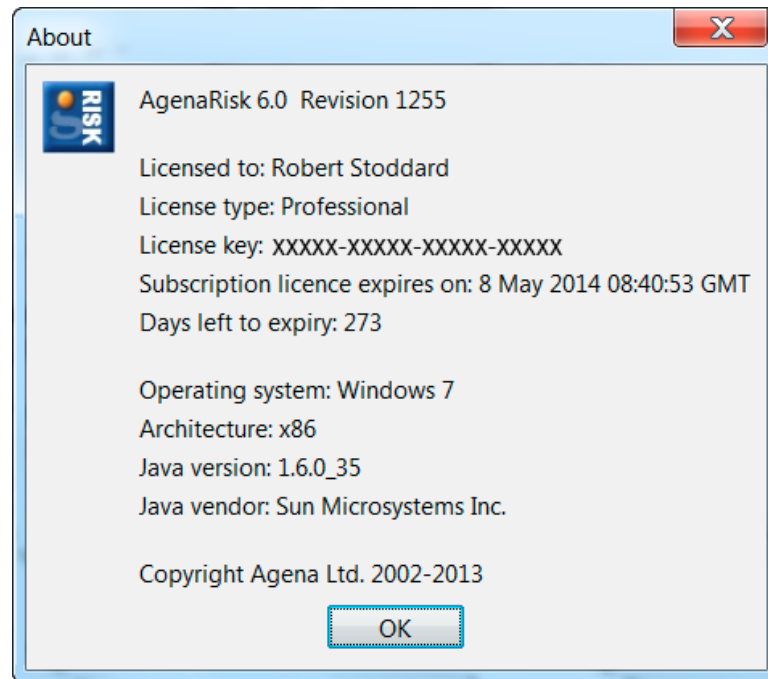 About
X
RISK
AgenaRisk 6.0 Revision 1255
Licensed to: Robert Stoddard
License type: Professional
License key: XXXXX-XXXXX-XXXXX-XXXXX
Subscription licence expires on: 8 May 2014 08:40:53 GMT
Days left to expiry: 273
Operating system: Windows 7
Architecture: x86
Java version: 1.6.0_35
Java vendor: Sun Microsystems Inc.
Copyright Agena Ltd. 2002-2013
OK